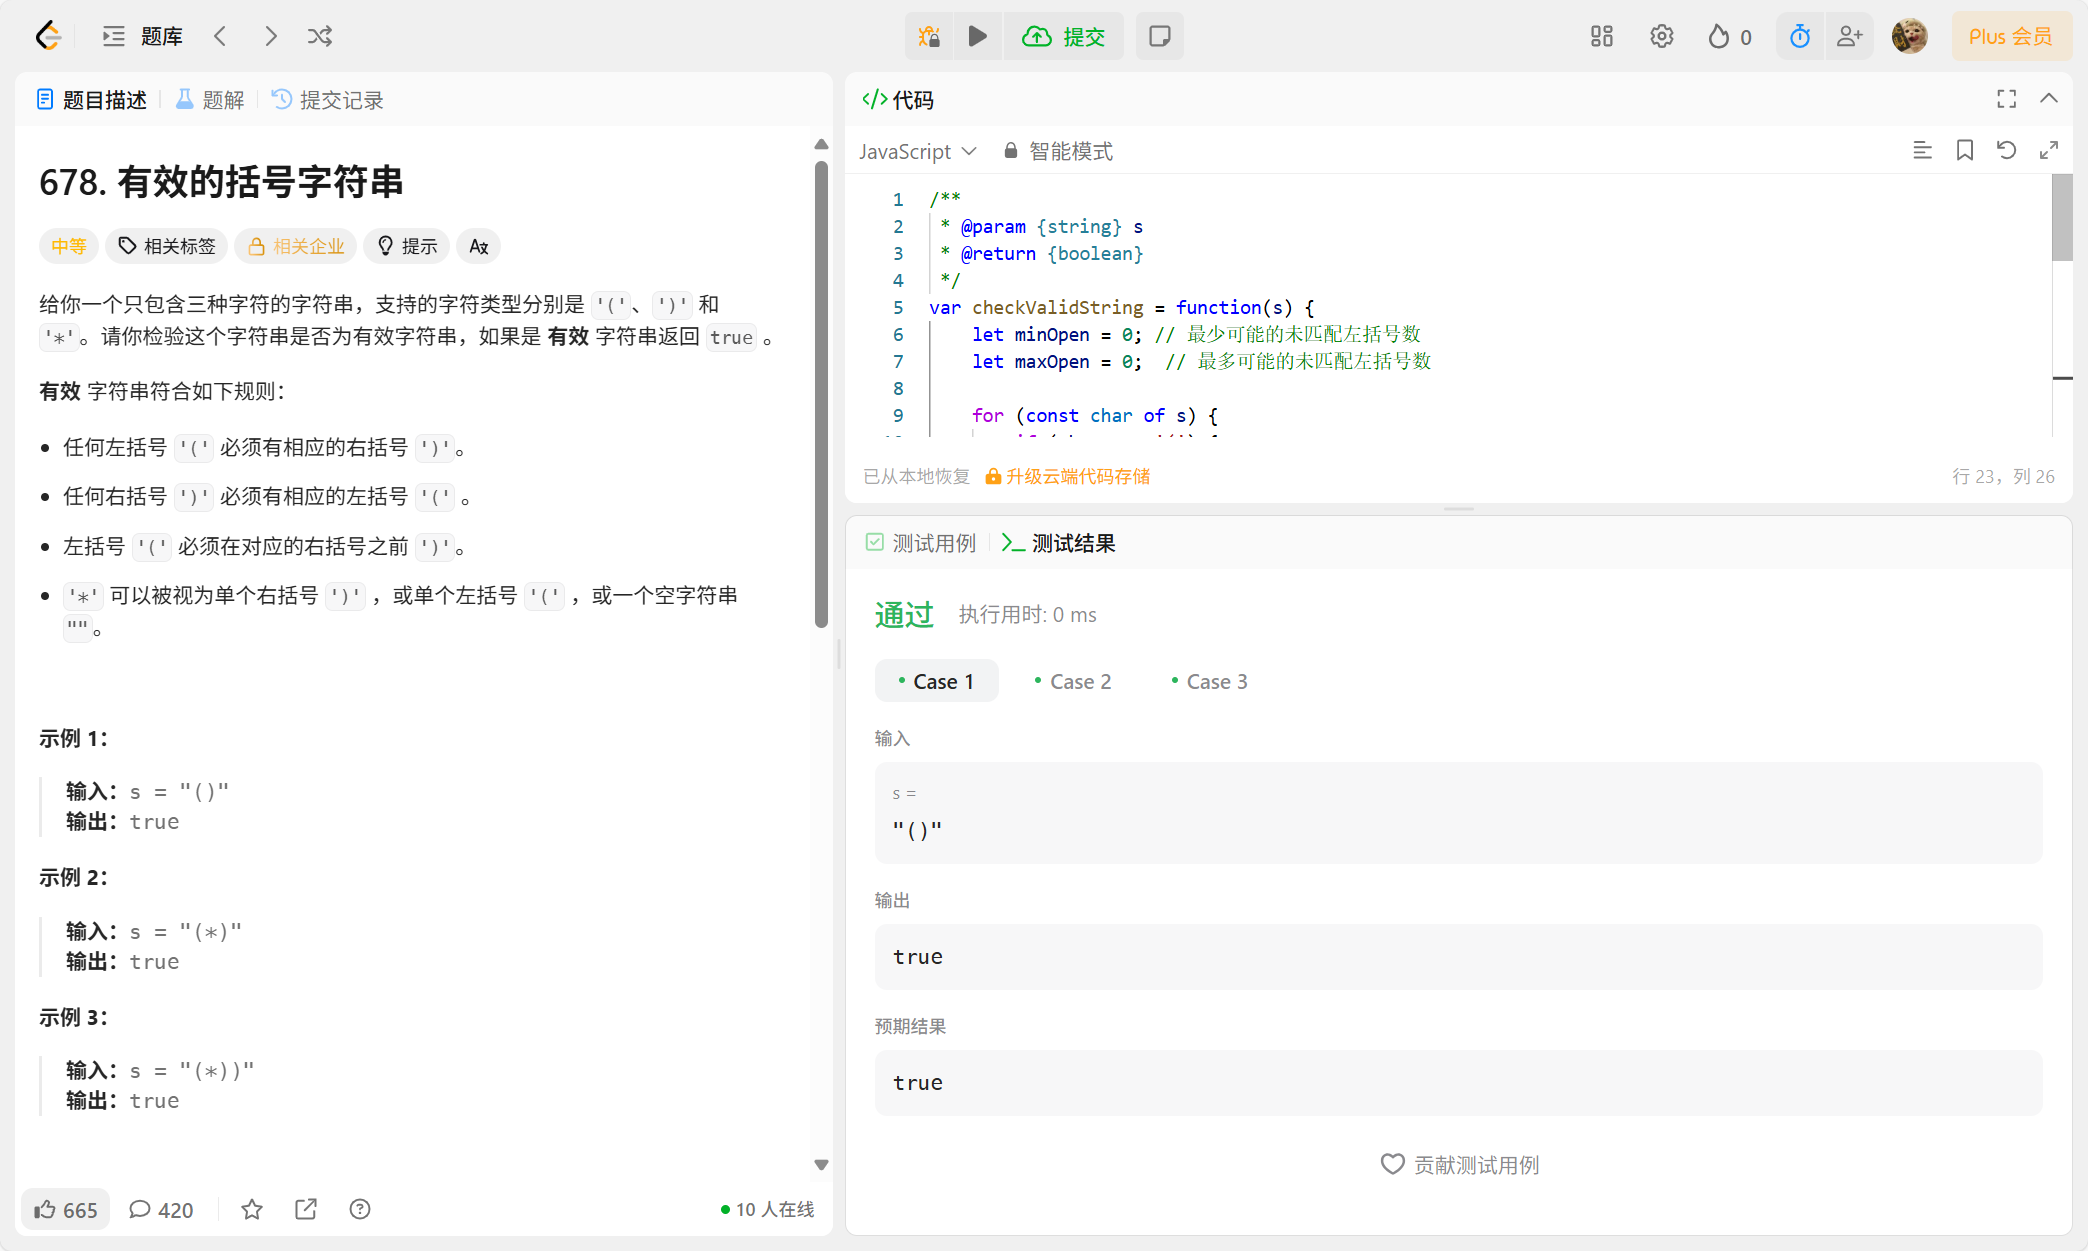 题库
提交
0
Plus 会员
题目描述
题解
提交记录
678. 有效的括号字符串
中等
相关标签
相关企业
提示
给你一个只包含三种字符的字符串，支持的字符类型分别是 '('、')' 和
'*'。请你检验这个字符串是否为有效字符串，如果是 有效 字符串返回 true 。
有效 字符串符合如下规则：
任何左括号 '(' 必须有相应的右括号 ')'。
任何右括号 ')' 必须有相应的左括号 '(' 。
左括号 '(' 必须在对应的右括号之前 ')'。
'*' 可以被视为单个右括号 ')' ，或单个左括号 '(' ，或一个空字符串
""。
示例 1：
输入：s = "()"
输出：true
示例 2：
输入：s = "(*)"
输出：true
示例 3：
输入：s = "(*))"
输出：true
665
420
10 人在线
代码
JavaScript
智能模式
1 /**
2 * @param {string} s
3 * @return {boolean}
4 */
5 var checkValidString = function(s) {
6 let minOpen = 0; // 最少可能的未匹配左括号数
7 let maxOpen = 0;  // 最多可能的未匹配左括号数
8
9 for (const char of s) {
已从本地恢复
升级云端代码存储
行 23，列 26
测试用例
测试结果
通过
执行用时: 0 ms
Case 1
Case 2
Case 3
输入
s =
"()"
输出
true
预期结果
true
贡献测试用例